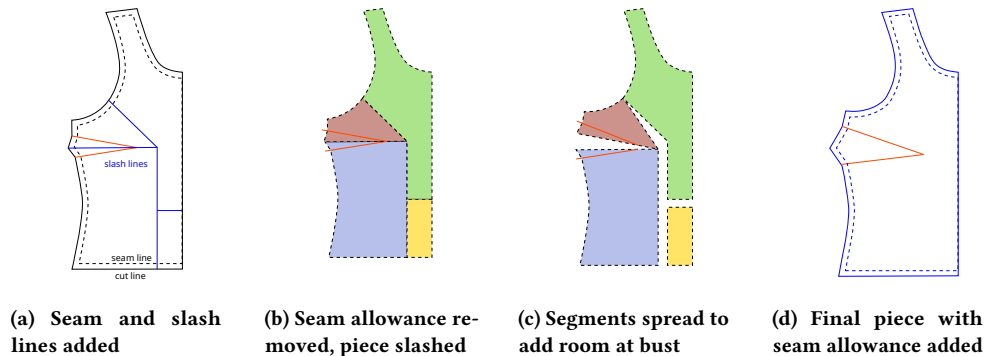 slash lines
seam line
cut line
(a) Seam and slash
lines added
(b) Seam allowance re-
moved, piece slashed
(c) Segments spread to
add room at bust
(d) Final piece with
seam allowance added